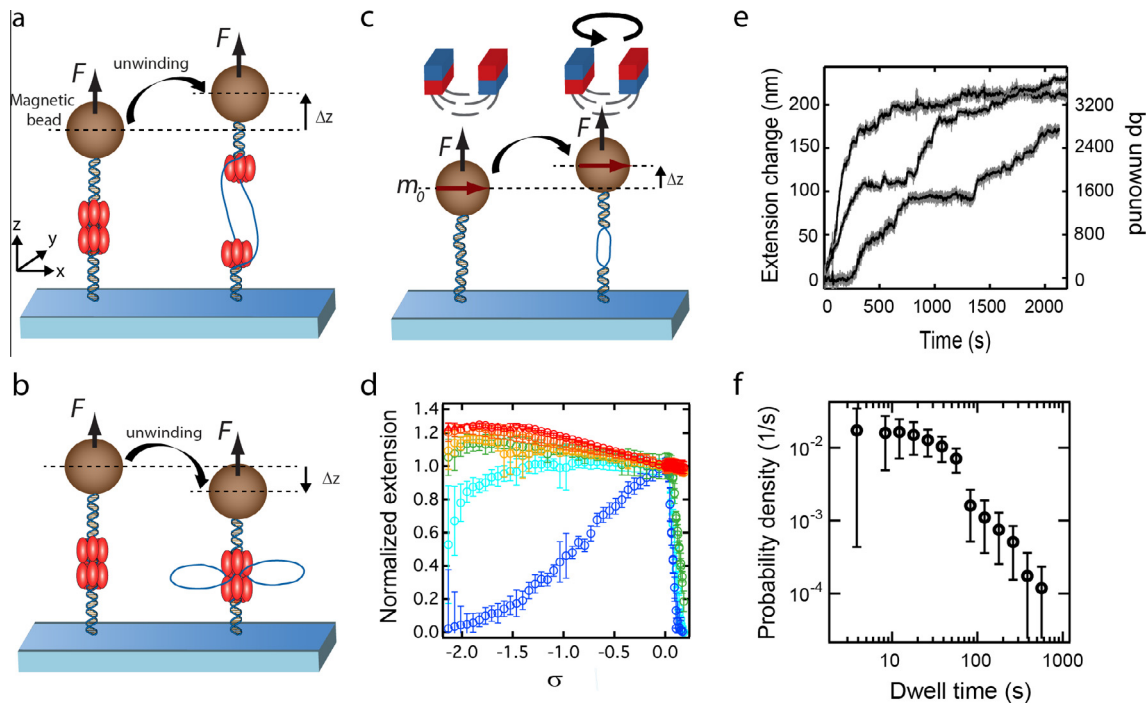 a
F
unwinding
F
Magnetic
bead
Δz
z
y
x
b
F
unwinding
F
Δz
c
F
F
m0
Δz
d
Normalized extension
1.4
1.2
1.0
0.8
0.6
0.4
0.2
0.0
-2.0 -1.5 -1.0 -0.5 0.0
σ
e
Extension change (nm)
200
150
100
50
0
3200
2400
1600
800
0
bp unwound
0 500 1000 1500 2000
Time (s)
f
Probability density (1/s)
10-2
10-3
10-4
10 100 1000
Dwell time (s)